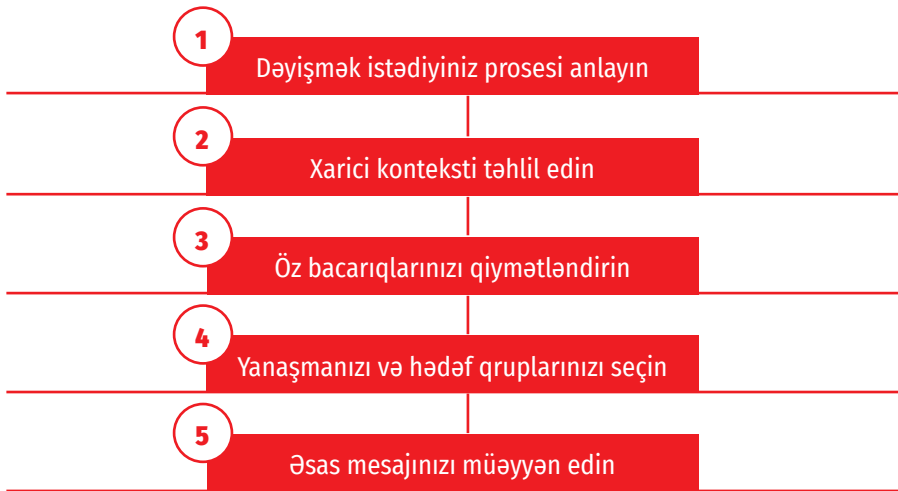 1
Dəyişmək istədiyiniz prosesi anlayın
2
Xarici konteksti təhlil edin
3
Öz bacarıqlarınızı qiymətləndirin
4
Yanaşmanızı və hədəf qruplarınızı seçin
5
Əsas mesajınızı müəyyən edin